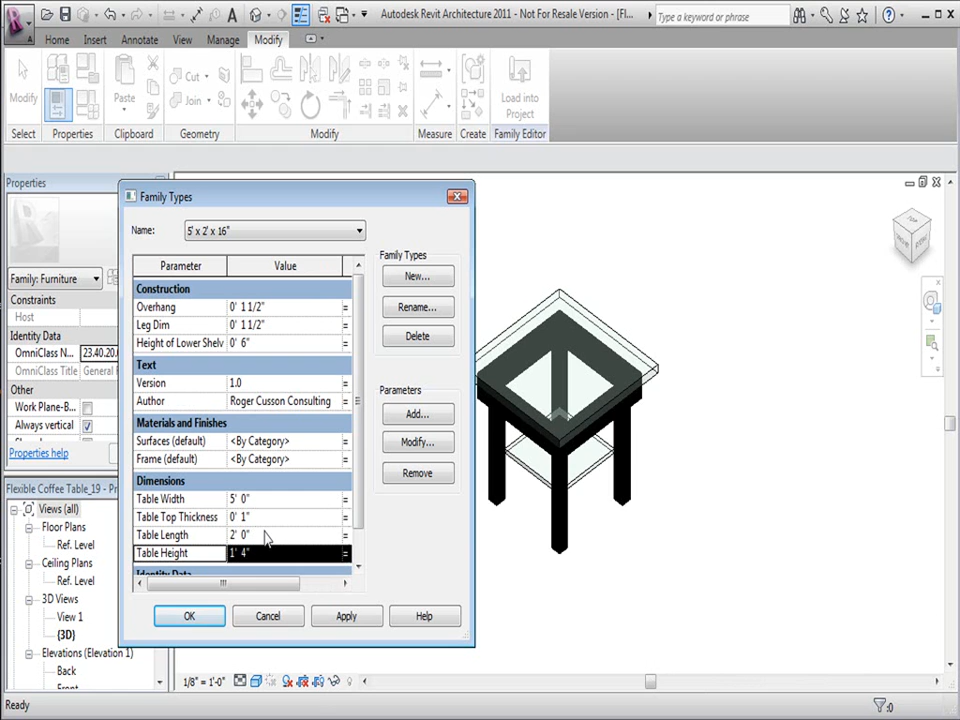 Autodesk Revit Architecture 2011 - Not For Resale Version - [Fl...
Type a keyword or phrase
Home Insert Annotate View Manage Modify
Modify
Paste
Cut
Join
Load into
Project
Select Properties Clipboard Geometry Modify Measure Create Family Editor
Properties
Family: Furniture
Constraints
Host
Identity Data
OmniClass N... 23.40.20.
OmniClass Title General F
Other
Work Plane-B...
Always vertical
Properties help
Flexible Coffee Table_19 - P
Views (all)
Floor Plans
Ref. Level
Ceiling Plans
Ref. Level
3D Views
View 1
{3D}
Elevations (Elevation 1)
Back
Front
Family Types
Name: 5' x 2' x 16"
Parameter Value
Construction
Overhang 0' 1 1/2" =
Leg Dim 0' 1 1/2" =
Height of Lower Shelv 0' 6" =
Text
Version 1.0 =
Author Roger Cusson Consulting =
Materials and Finishes
Surfaces (default) <By Category> =
Frame (default) <By Category> =
Dimensions
Table Width 5' 0" =
Table Top Thickness 0' 1" =
Table Length 2' 0" =
Table Height 1' 4" =
Identity Data
Family Types
New...
Rename...
Delete
Parameters
Add...
Modify...
Remove
OK Cancel Apply Help
1/8" = 1'-0"
Ready
:0